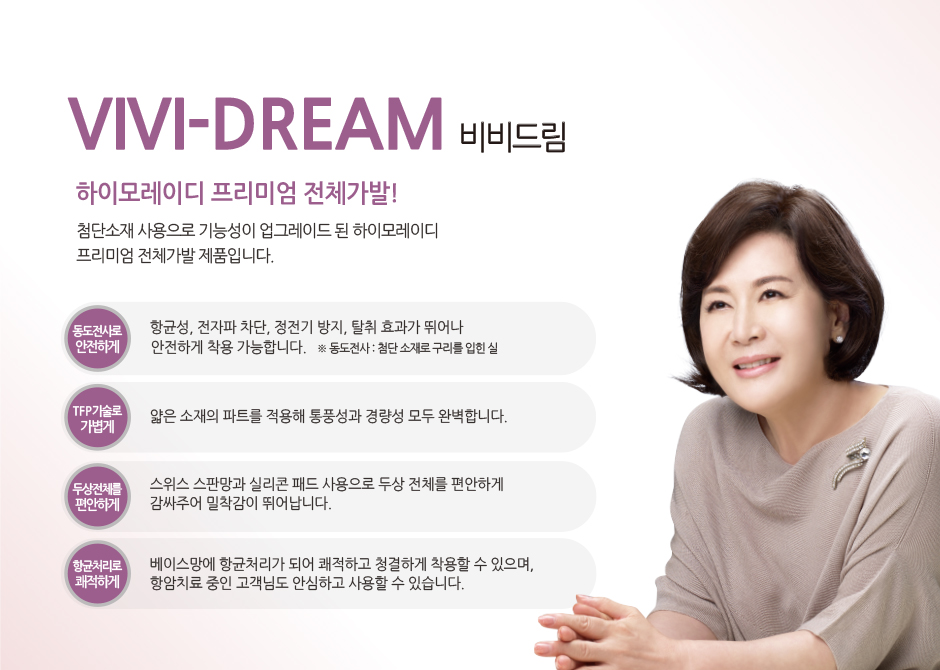 VIVI-DREAM 비비드림
하이모레이디 프리미엄 전체가발!
첨단소재 사용으로 기능성이 업그레이드 된 하이모레이디
프리미엄 전체가발 제품입니다.
동도전사로
안전하게
항균성, 전자파 차단, 정전기 방지, 탈취 효과가 뛰어나
안전하게 착용 가능합니다. ※ 동도전사 : 첨단 소재로 구리를 입힌 실
TFP기술로
가볍게
얇은 소재의 파트를 적용해 통풍성과 경량성 모두 완벽합니다.
두상전체를
편안하게
스위스 스판망과 실리콘 패드 사용으로 두상 전체를 편안하게
감싸주어 밀착감이 뛰어납니다.
항균처리로
쾌적하게
베이스망에 항균처리가 되어 쾌적하고 청결하게 착용할 수 있으며,
항암치료 중인 고객님도 안심하고 사용할 수 있습니다.